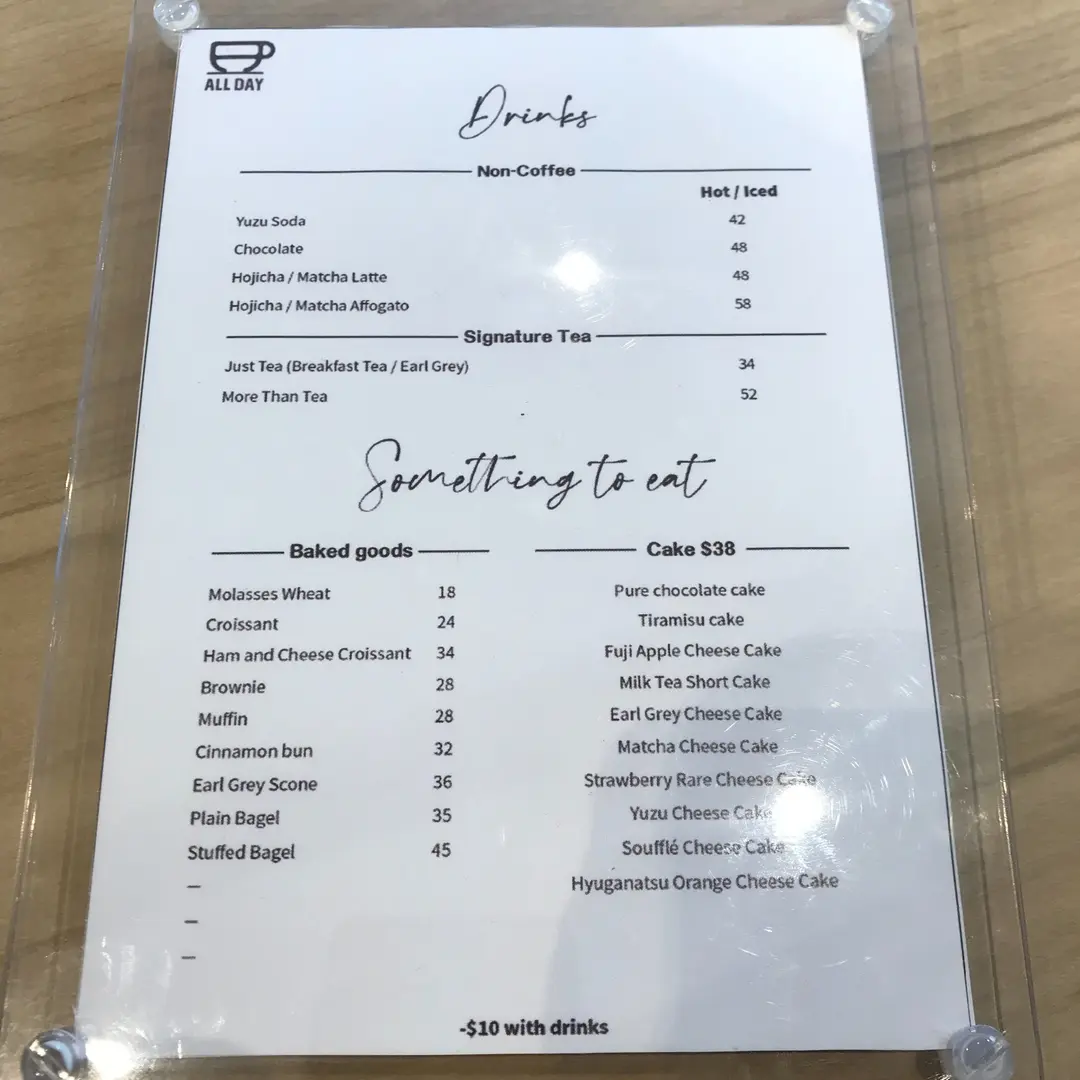 ALL DAY
Drinks
Non-Coffee
Hot / Iced
Yuzu Soda 42
Chocolate 48
Hojicha / Matcha Latte 48
Hojicha / Matcha Affogato 58
Signature Tea
Just Tea (Breakfast Tea / Earl Grey) 34
More Than Tea 52
Something to eat
Baked goods
Molasses Wheat 18
Croissant 24
Ham and Cheese Croissant 34
Brownie 28
Muffin 28
Cinnamon bun 32
Earl Grey Scone 36
Plain Bagel 35
Stuffed Bagel 45
–
–
–
Cake $38
Pure chocolate cake
Tiramisu cake
Fuji Apple Cheese Cake
Milk Tea Short Cake
Earl Grey Cheese Cake
Matcha Cheese Cake
Strawberry Rare Cheese Cake
Yuzu Cheese Cake
Soufflé Cheese Cake
Hyuganatsu Orange Cheese Cake
-$10 with drinks